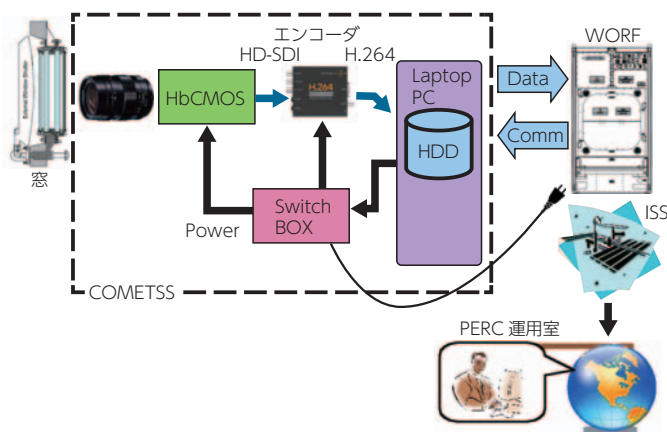 エンコーダ
HD-SDI
H.264
WORF
HbCMOS
H.264
Laptop
PC
HDD
Data
Comm
窓
Switch
BOX
Power
ISS
COMETSS
PERC 運用室